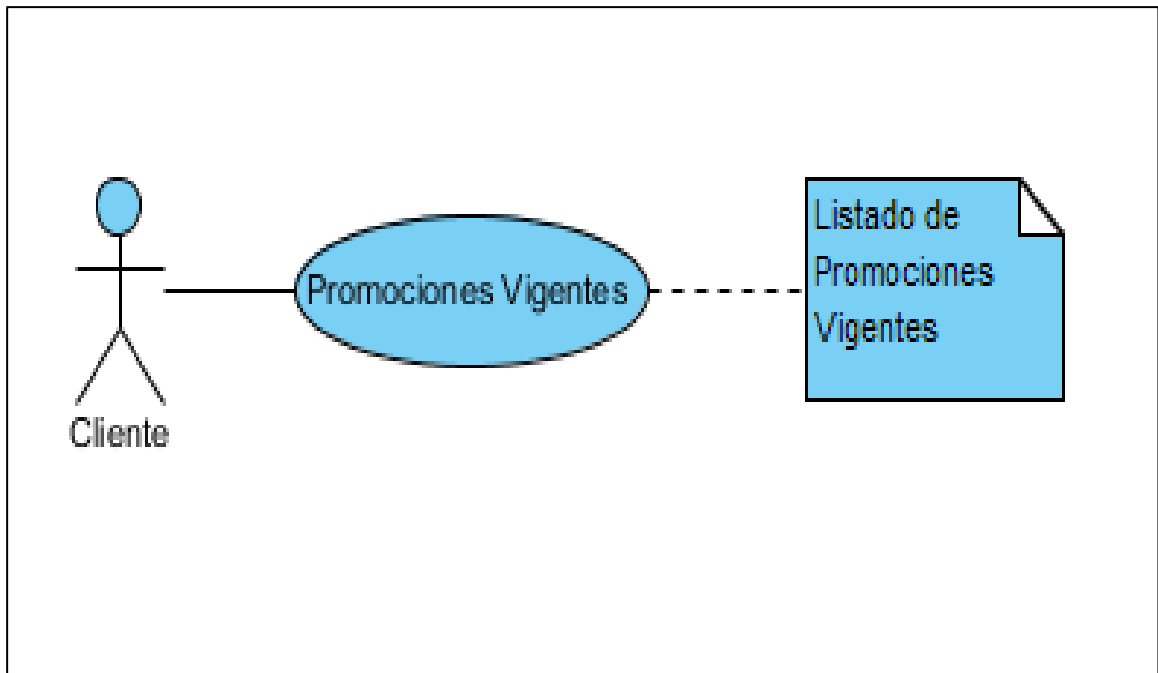 Cliente
Promociones Vigentes
Listado de
Promociones
Vigentes